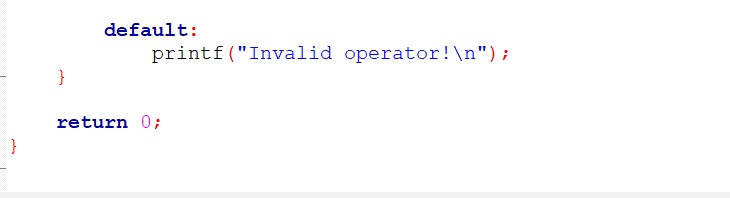 default:
printf("Invalid operator!\n");
}
return 0;
}